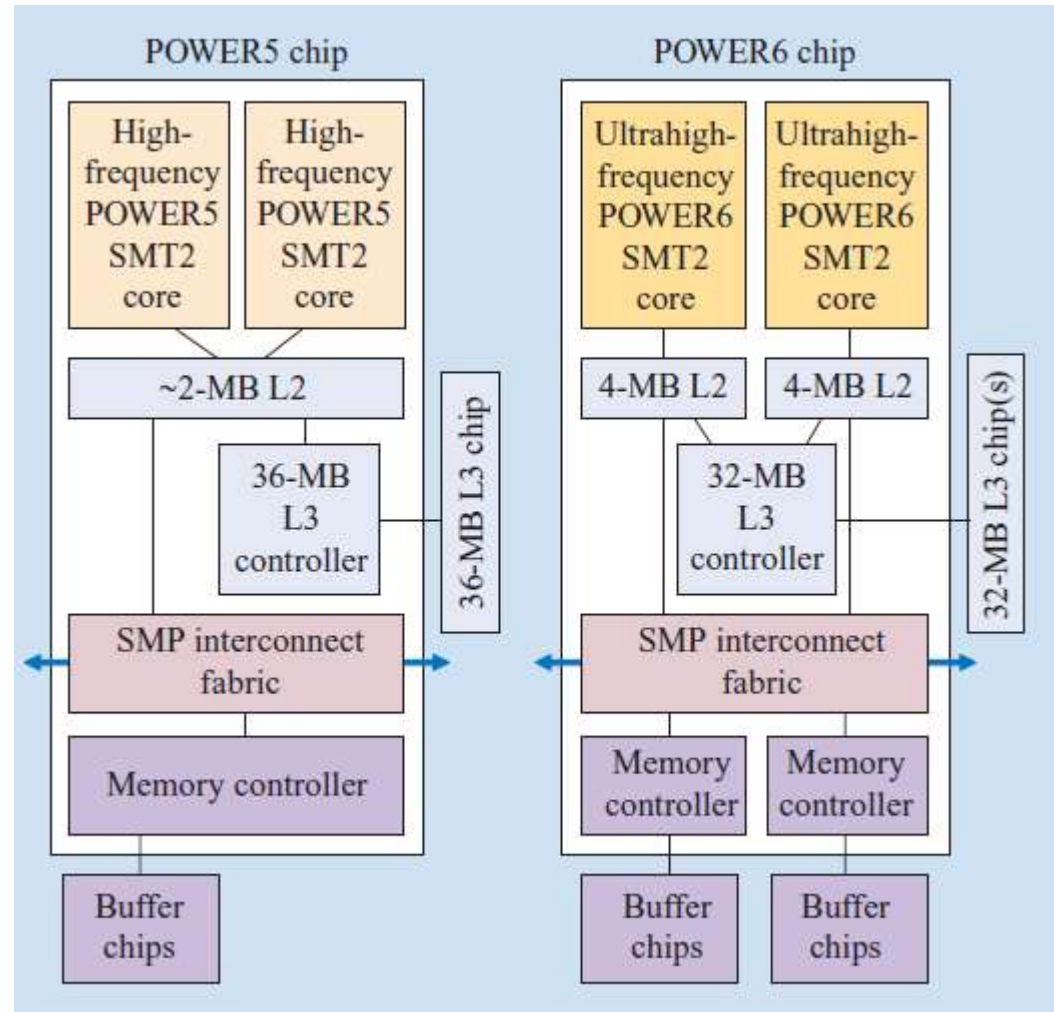 POWER5 chip
High-
frequency
POWER5
SMT2
core
High-
frequency
POWER5
SMT2
core
~2-MB L2
36-MB
L3
controller
36-MB L3 chip
SMP interconnect
fabric
Memory controller
Buffer
chips
POWER6 chip
Ultrahigh-
frequency
POWER6
SMT2
core
Ultrahigh-
frequency
POWER6
SMT2
core
4-MB L2
4-MB L2
32-MB
L3
controller
32-MB L3 chip(s)
SMP interconnect
fabric
Memory
controller
Memory
controller
Buffer
chips
Buffer
chips